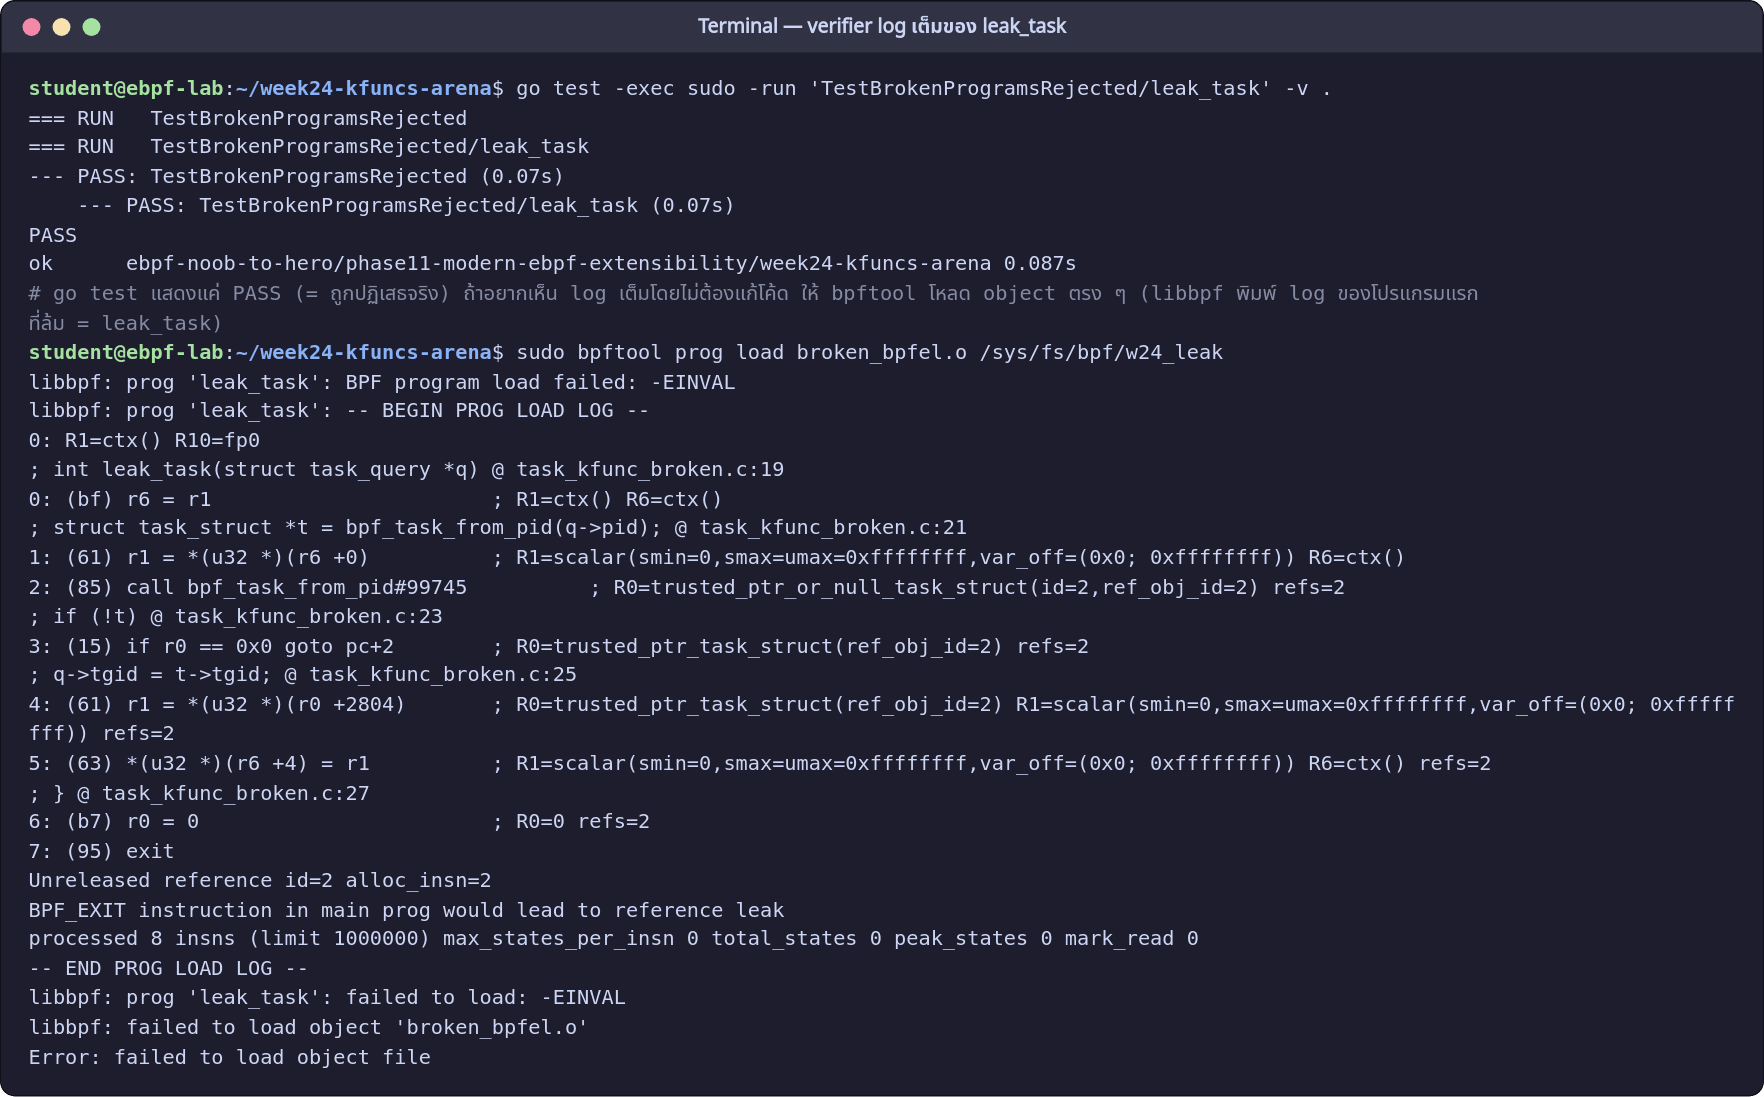 Terminal — verifier log เต็มของ leak_task
student@ebpf-lab:~/week24-kfuncs-arena$ go test -exec sudo -run 'TestBrokenProgramsRejected/leak_task' -v .
=== RUN   TestBrokenProgramsRejected
=== RUN   TestBrokenProgramsRejected/leak_task
--- PASS: TestBrokenProgramsRejected (0.07s)
    --- PASS: TestBrokenProgramsRejected/leak_task (0.07s)
PASS
ok      ebpf-noob-to-hero/phase11-modern-ebpf-extensibility/week24-kfuncs-arena 0.087s
# go test แสดงแค่ PASS (= ถูกปฏิเสธจริง) ถ้าอยากเห็น log เต็มโดยไม่ต้องแก้โค้ด ให้ bpftool โหลด object ตรง ๆ (libbpf พิมพ์ log ของโปรแกรมแรก
ที่ล้ม = leak_task)
student@ebpf-lab:~/week24-kfuncs-arena$ sudo bpftool prog load broken_bpfel.o /sys/fs/bpf/w24_leak
libbpf: prog 'leak_task': BPF program load failed: -EINVAL
libbpf: prog 'leak_task': -- BEGIN PROG LOAD LOG --
0: R1=ctx() R10=fp0
; int leak_task(struct task_query *q) @ task_kfunc_broken.c:19
0: (bf) r6 = r1                       ; R1=ctx() R6=ctx()
; struct task_struct *t = bpf_task_from_pid(q->pid); @ task_kfunc_broken.c:21
1: (61) r1 = *(u32 *)(r6 +0)          ; R1=scalar(smin=0,smax=umax=0xffffffff,var_off=(0x0; 0xffffffff)) R6=ctx()
2: (85) call bpf_task_from_pid#99745          ; R0=trusted_ptr_or_null_task_struct(id=2,ref_obj_id=2) refs=2
; if (!t) @ task_kfunc_broken.c:23
3: (15) if r0 == 0x0 goto pc+2        ; R0=trusted_ptr_task_struct(ref_obj_id=2) refs=2
; q->tgid = t->tgid; @ task_kfunc_broken.c:25
4: (61) r1 = *(u32 *)(r0 +2804)       ; R0=trusted_ptr_task_struct(ref_obj_id=2) R1=scalar(smin=0,smax=umax=0xffffffff,var_off=(0x0; 0xfffff
fff)) refs=2
5: (63) *(u32 *)(r6 +4) = r1          ; R1=scalar(smin=0,smax=umax=0xffffffff,var_off=(0x0; 0xffffffff)) R6=ctx() refs=2
; } @ task_kfunc_broken.c:27
6: (b7) r0 = 0                        ; R0=0 refs=2
7: (95) exit
Unreleased reference id=2 alloc_insn=2
BPF_EXIT instruction in main prog would lead to reference leak
processed 8 insns (limit 1000000) max_states_per_insn 0 total_states 0 peak_states 0 mark_read 0
-- END PROG LOAD LOG --
libbpf: prog 'leak_task': failed to load: -EINVAL
libbpf: failed to load object 'broken_bpfel.o'
Error: failed to load object file